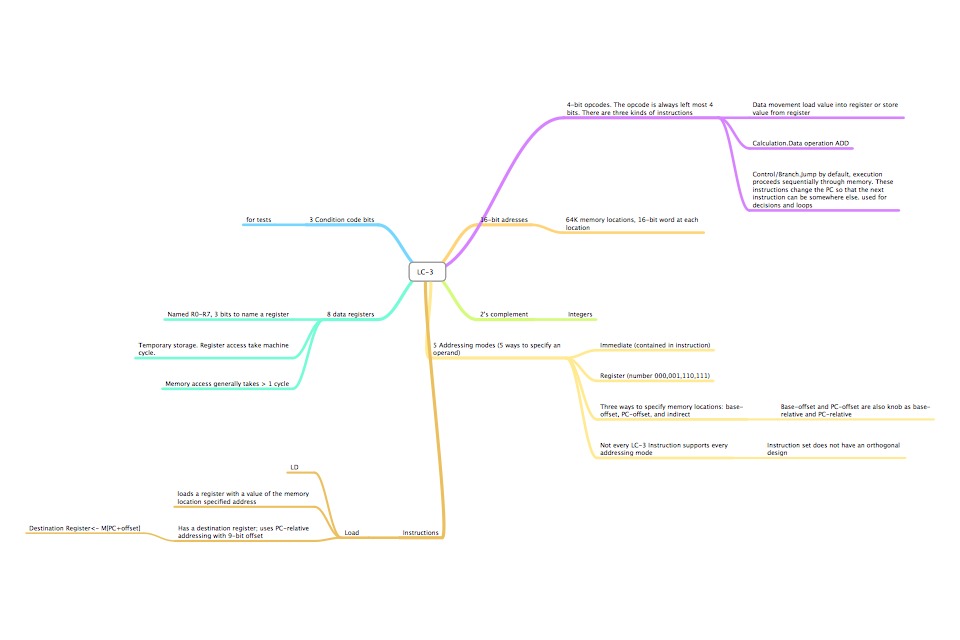 4-bit opcodes. The opcode is always left most 4
bits. There are three kinds of instructions
Data movement load value into register or store
value from register
Calculation.Data operation ADD
Control/Branch.Jump by default, execution
proceeds sequentially through memory. These
instructions change the PC so that the next
instruction can be somewhere else. used for
decisions and loops
for tests
3 Condition code bits
16-bit adresses
64K memory locations, 16-bit word at each
location
LC-3
Named R0-R7, 3 bits to name a register
8 data registers
Temporary storage. Register access take machine
cycle.
Memory access generally takes > 1 cycle
2's complement
Integers
5 Addressing modes (5 ways to specify an
operand)
Immediate (contained in instruction)
Register (number 000,001,110,111)
Three ways to specify memory locations: base-
offset, PC-offset, and indirect
Base-offset and PC-offset are also knob as base-
relative and PC-relative
Not every LC-3 Instruction supports every
addressing mode
Instruction set does not have an orthogonal
design
LD
loads a register with a value of the memory
location specified address
Destination Register<- M[PC+offset]
Has a destination register; uses PC-relative
addressing with 9-bit offset
Load
Instructions